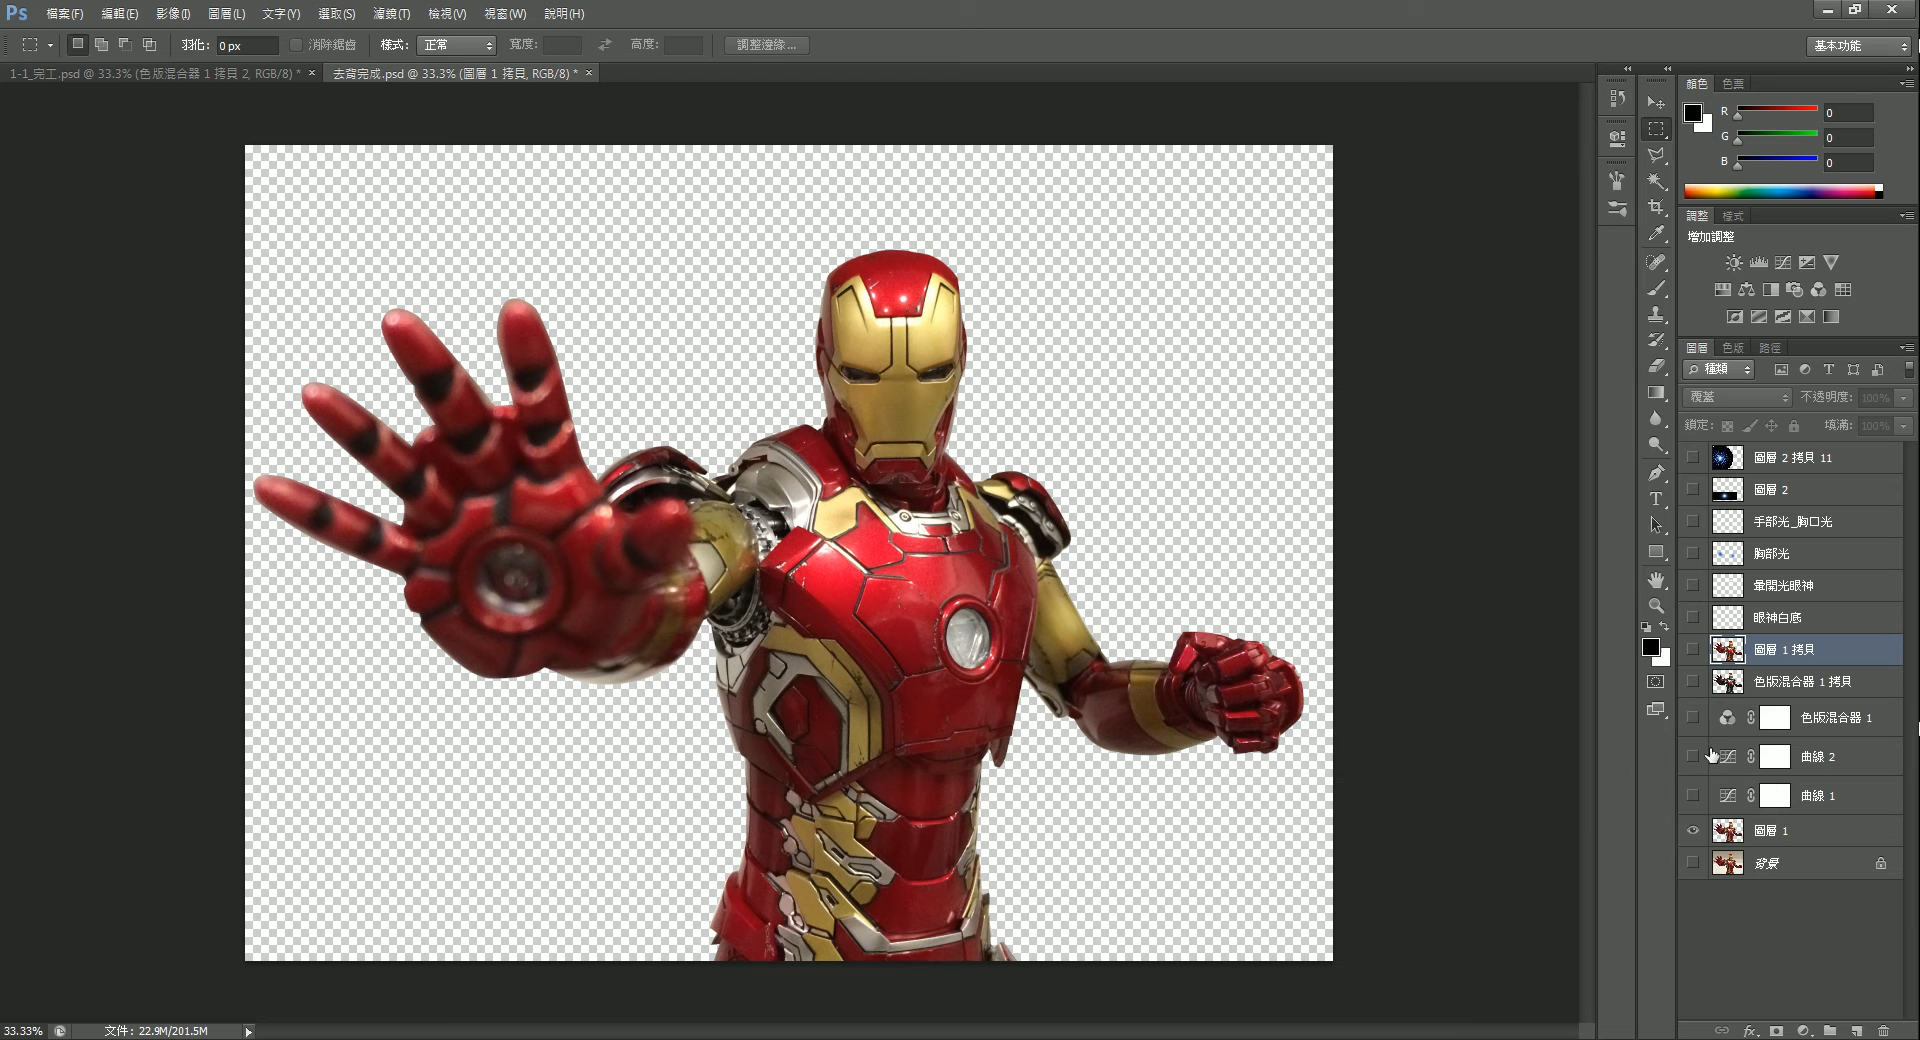 Ps 檔案(F) 編輯(E) 影像(I) 圖層(L) 文字(Y) 選取(S) 濾鏡(T) 檢視(V) 視窗(W) 說明(H)
羽化: 0 px 消除鋸齒 樣式: 正常 寬度: 高度: 調整邊緣... 基本功能
1-1_完工.psd @ 33.3% (色版混合器 1 拷貝 2, RGB/8) * × 去背完成.psd @ 33.3% (圖層 1 拷貝, RGB/8) * ×
顏色 色票
R 0
G 0
B 0
調整 樣式
增加調整
圖層 色版 路徑
種類
覆蓋 不透明度: 100%
鎖定: 填滿: 100%
圖層 2 拷貝 11
圖層 2
手部光_胸口光
胸部光
暈開光眼神
眼神白底
圖層 1 拷貝
色版混合器 1 拷貝
色版混合器 1
曲線 2
曲線 1
圖層 1
背景
33.33% 文件: 22.9M/201.5M
fx